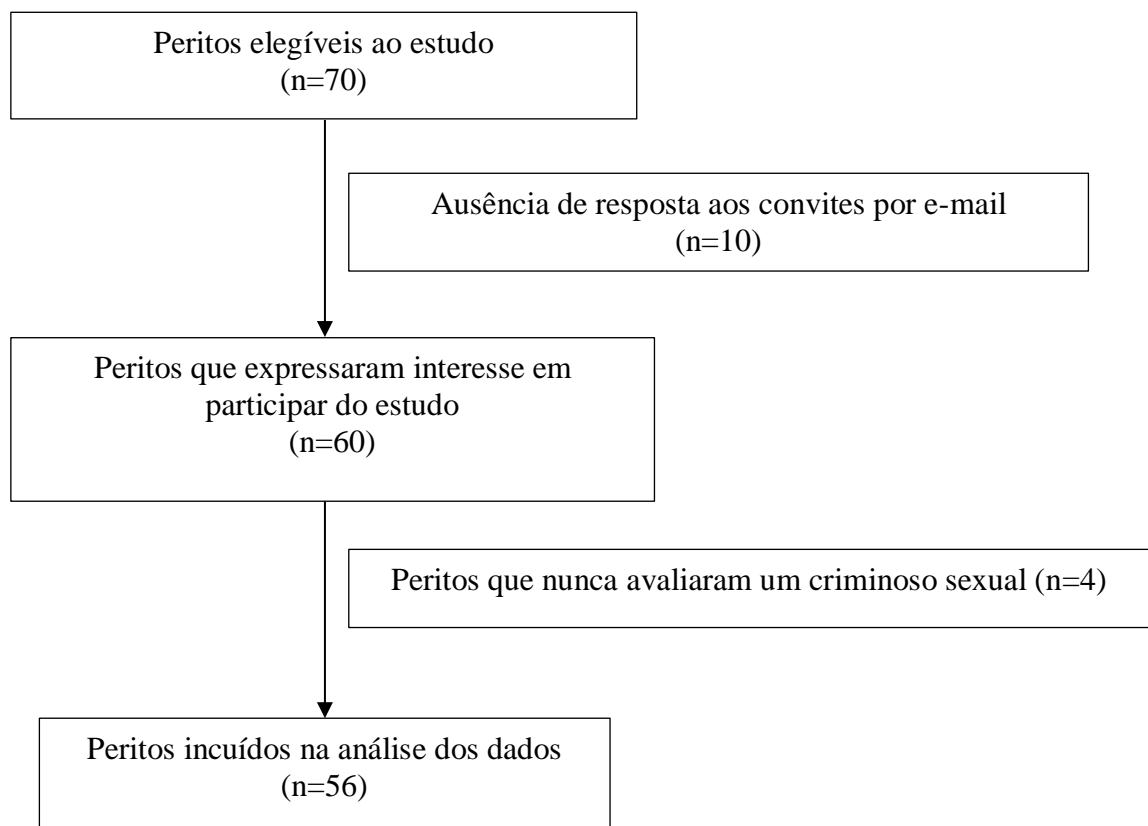 Peritos elegíveis ao estudo
(n=70)
Ausência de resposta aos convites por e-mail
(n=10)
Peritos que expressaram interesse em
participar do estudo
(n=60)
Peritos que nunca avaliaram um criminoso sexual (n=4)
Peritos incuídos na análise dos dados
(n=56)